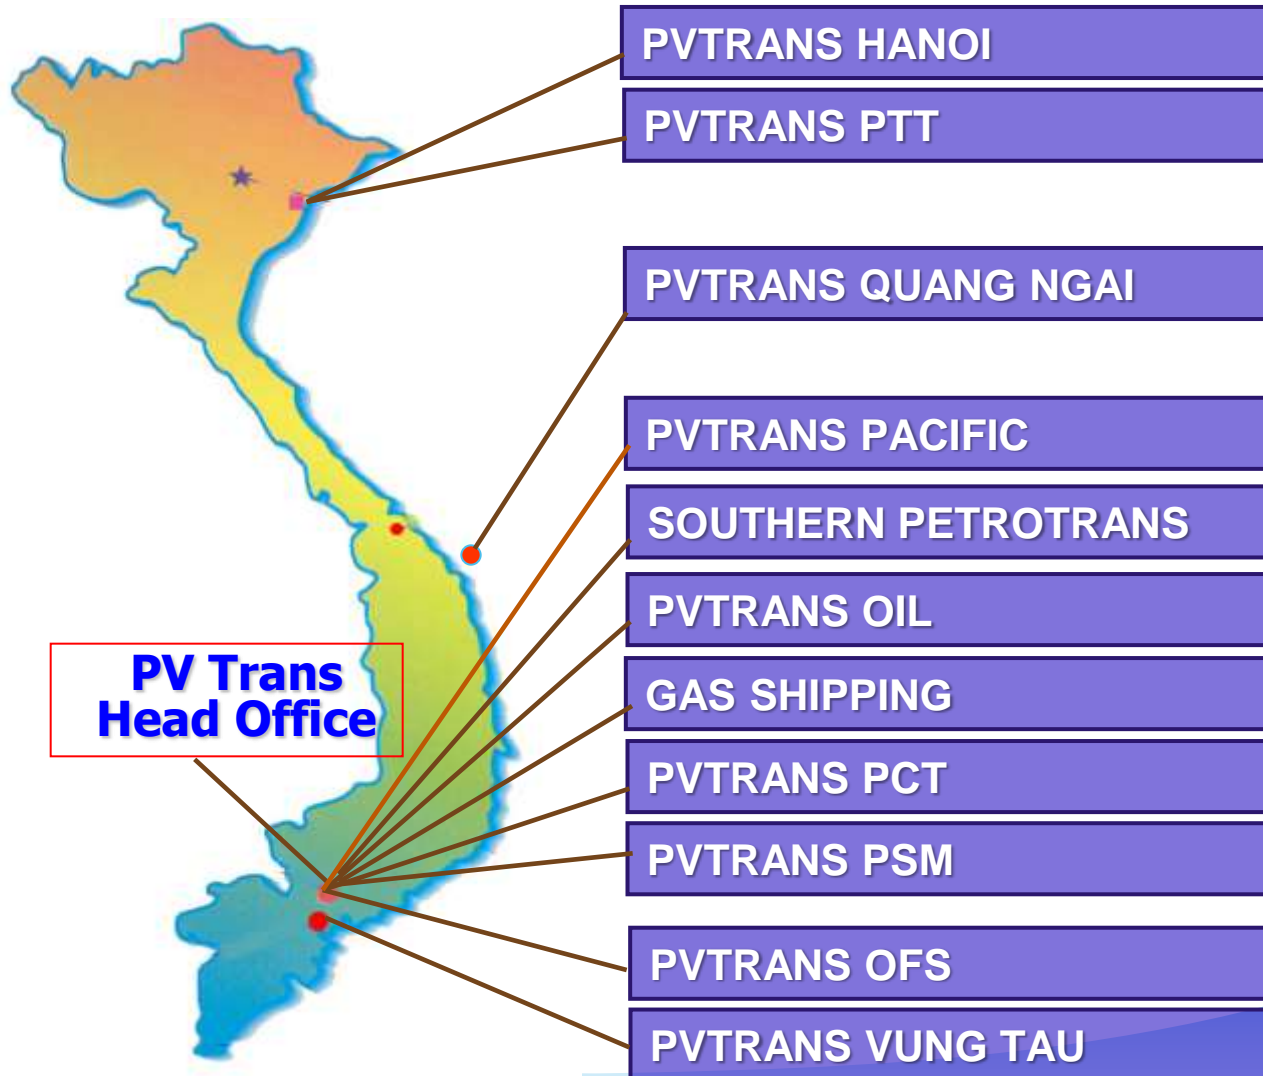 PVTRANS HANOI
PVTRANS PTT
PVTRANS QUANG NGAI
PVTRANS PACIFIC
SOUTHERN PETROTRANS
PVTRANS OIL
PV Trans
Head Office
GAS SHIPPING
PVTRANS PCT
PVTRANS PSM
PVTRANS OFS
PVTRANS VUNG TAU